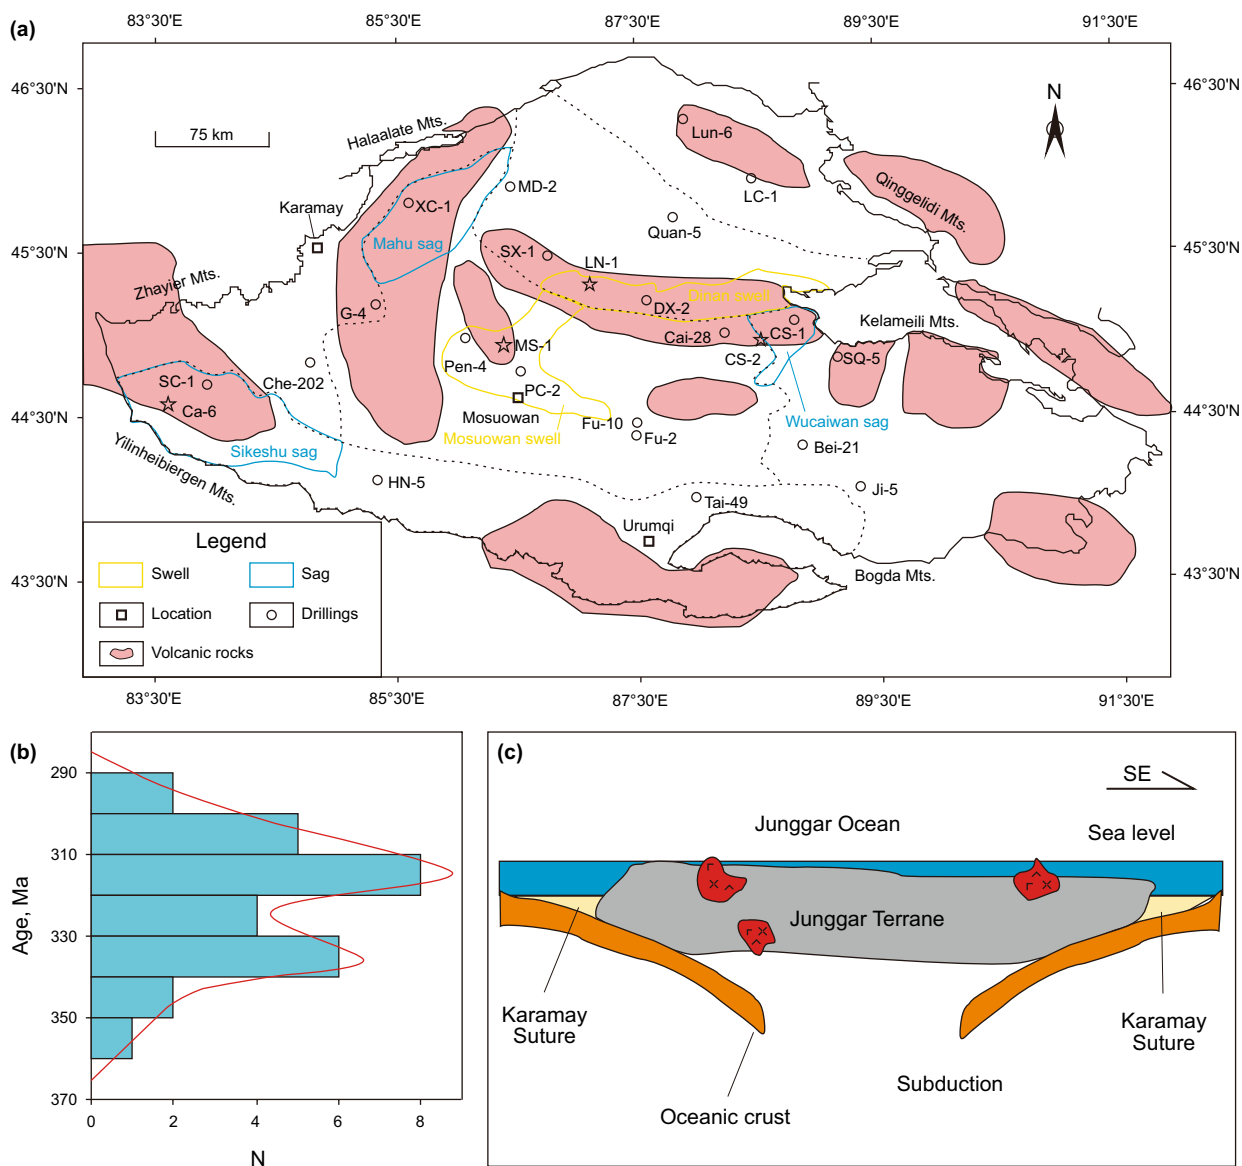 (a)
83°30'E
85°30'E
87°30'E
89°30'E
91°30'E
46°30'N
46°30'N
N
75 km
Halaalate Mts.
Lun-6
LC-1
Qinggelidi Mts.
MD-2
XC-1
Karamay
Quan-5
Mahu sag
45°30'N
45°30'N
SX-1
LN-1
Zhayier Mts.
Dinan swell
DX-2
G-4
Kelameili Mts.
Cai-28
CS-1
MS-1
CS-2
SQ-5
Pen-4
SC-1
Che-202
PC-2
Ca-6
44°30'N
44°30'N
Mosuowan
Fu-10
Wucaiwan sag
Mosuowan swell
Fu-2
Bei-21
Sikeshu sag
Yilinheibiergen Mts.
HN-5
Ji-5
Tai-49
Urumqi
Legend
Swell
Sag
Location
Drillings
Volcanic rocks
43°30'N
43°30'N
Bogda Mts.
83°30'E
85°30'E
87°30'E
89°30'E
91°30'E
(b)
290
310
330
350
370
Age, Ma
0
2
4
6
8
N
(c)
SE
Junggar Ocean
Sea level
Junggar Terrane
Karamay
Suture
Karamay
Suture
Subduction
Oceanic crust